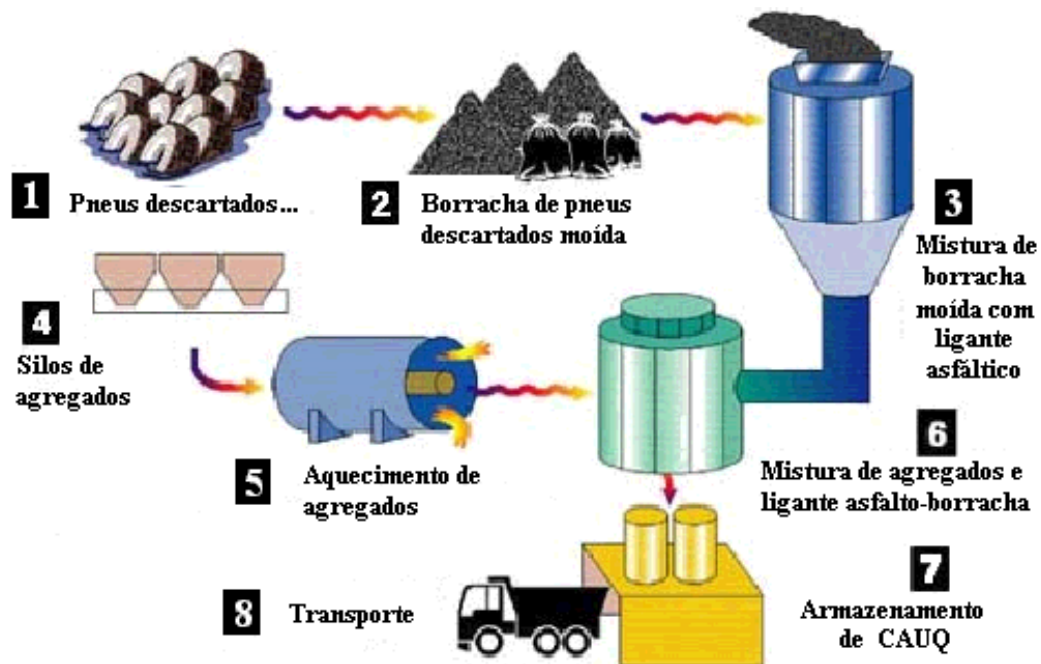 1 Pneus descartados...
2 Borracha de pneus
descartados moída
3
Mistura de
borracha
moída com
ligante
asfáltico
4
Silos de
agregados
5 Aquecimento de
agregados
6
Mistura de agregados e
ligante asfalto-borracha
7
Armazenamento
de CAUQ
8 Transporte